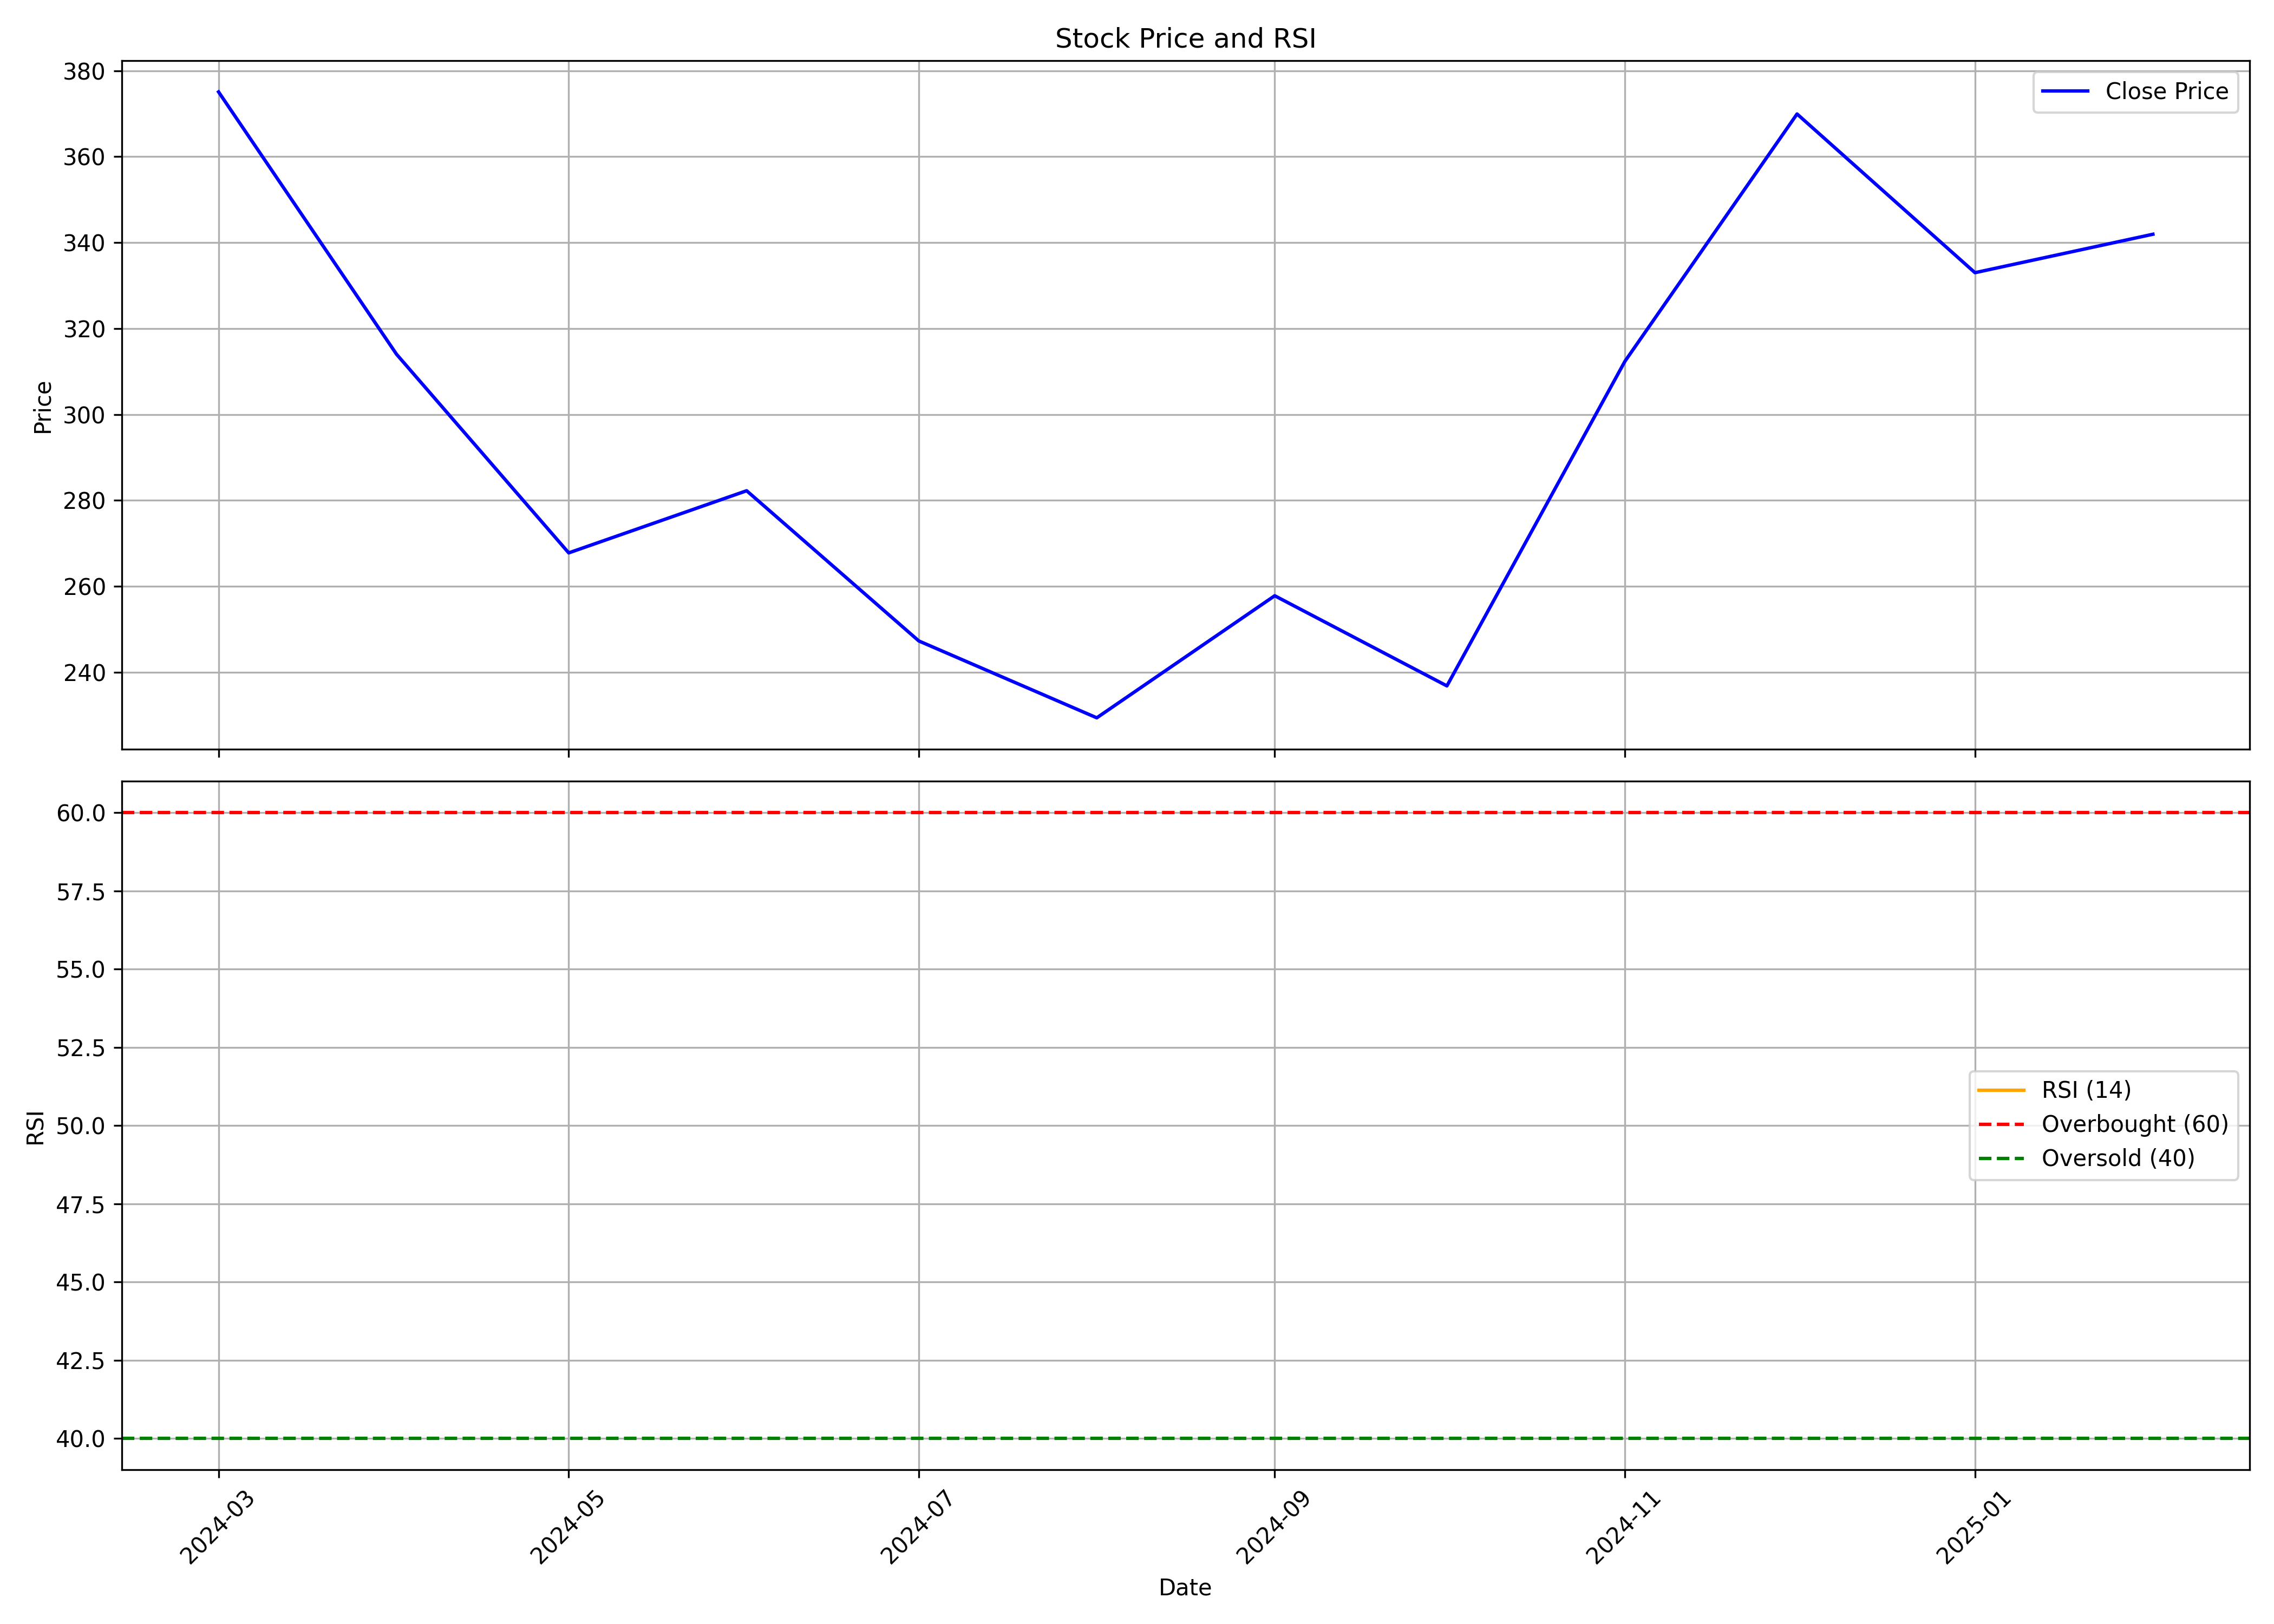 Stock Price and RSI
380
360
340
320
300
280
260
240
Price
Close Price
60.0
57.5
55.0
52.5
50.0
47.5
45.0
42.5
40.0
RSI
RSI (14)
Overbought (60)
Oversold (40)
2024-03
2024-05
2024-07
2024-09
2024-11
2025-01
Date